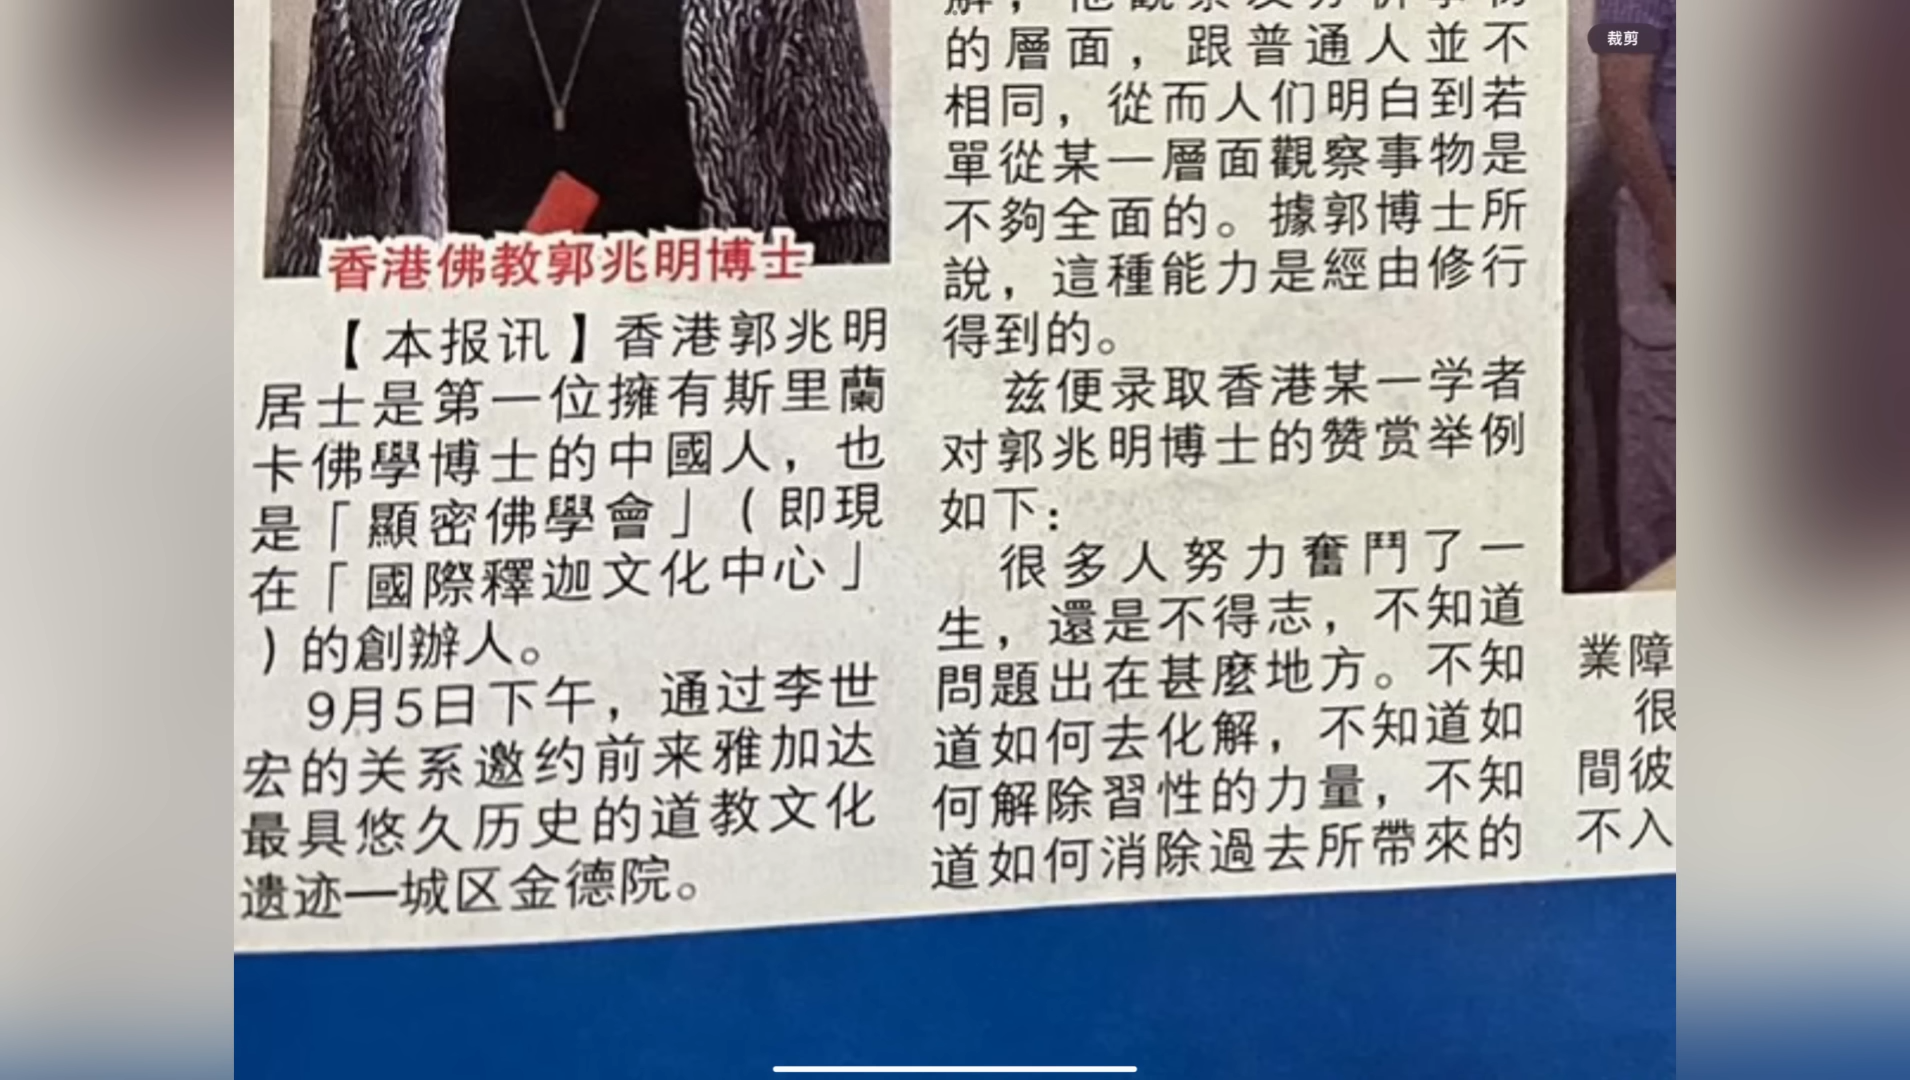 香港佛教郭兆明博士
【本报讯】香港郭兆明
居士是第一位擁有斯里蘭
卡佛學博士的中國人，也
是「顯密佛學會」（即現
在「國際釋迦文化中心」
）的創辦人。
9月5日下午，通过李世
宏的关系邀约前来雅加达
最具悠久历史的道教文化
遗迹—城区金德院。
的層面，跟普通人並不
相同，從而人们明白到若
單從某一層面觀察事物是
不夠全面的。據郭博士所
說，這種能力是經由修行
得到的。
兹便录取香港某一学者
对郭兆明博士的赞赏举例
如下：
很多人努力奮鬥了一
生，還是不得志，不知道
問題出在甚麼地方。不知
道如何去化解，不知道如
何解除習性的力量，不知
道如何消除過去所帶來的
業障
很
間彼
不入
裁剪